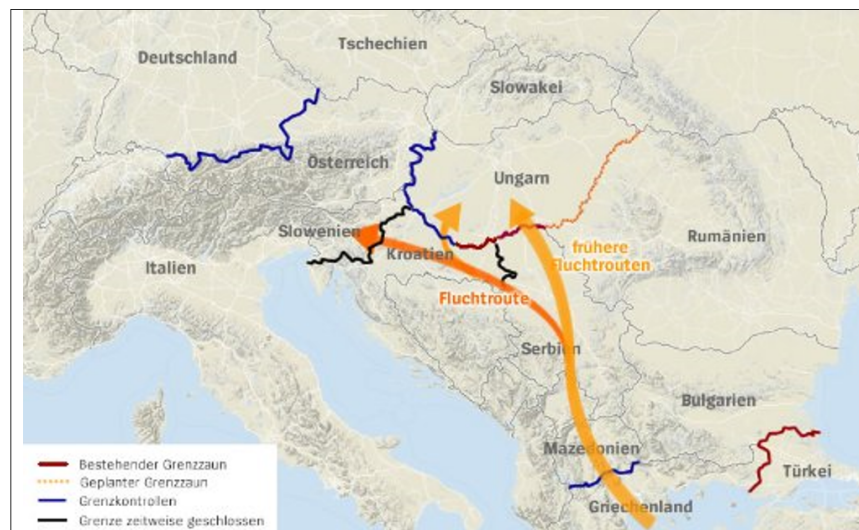 Tschechien
Deutschland
Slowakei
Österreich
Ungarn
Slowenien
Kroatien
Rumänien
frühere
Fluchtrouten
Italien
Fluchtroute
Serbien
Bulgarien
Mazedonien
Türkei
Griechenland
Bestehender Grenzzaun
Geplanter Grenzzaun
Grenzkontrollen
Grenze zeitweise geschlossen